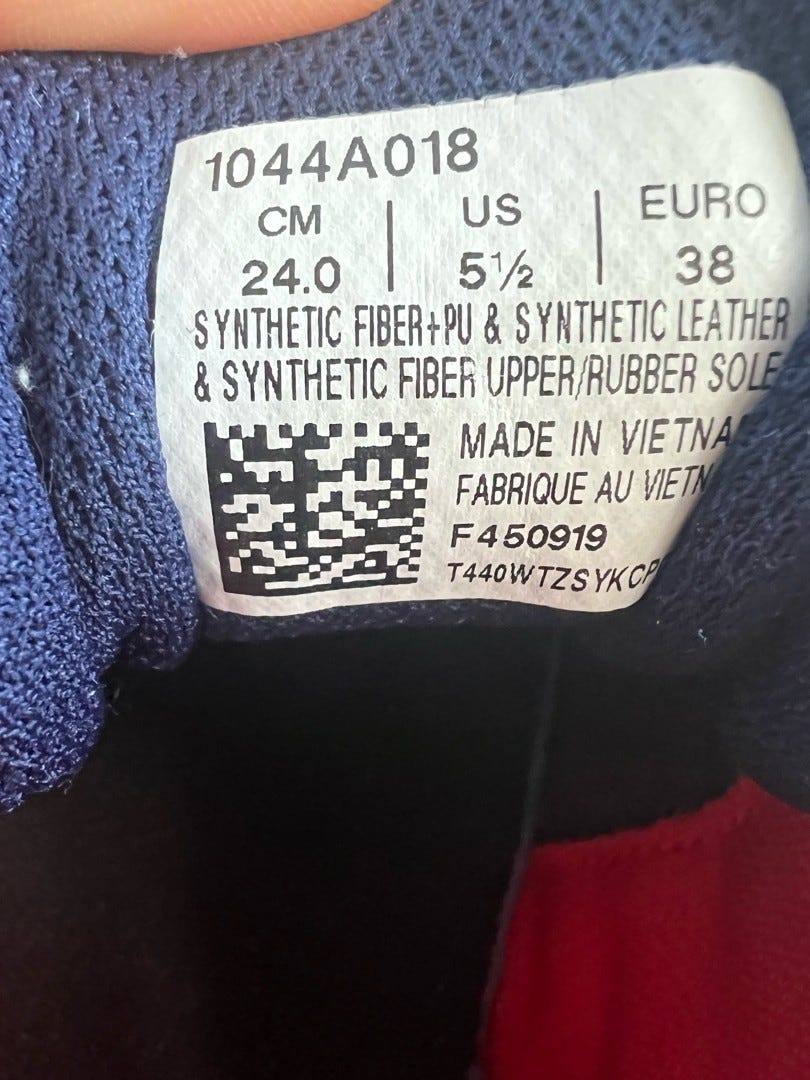 1044A018
CM | US | EURO
24.0 | 5½ | 38
SYNTHETIC FIBER+PU & SYNTHETIC LEATHER
& SYNTHETIC FIBER UPPER/RUBBER SOLE
MADE IN VIETNA
FABRIQUE AU VIETN
F450919
T440WTZSYKCP